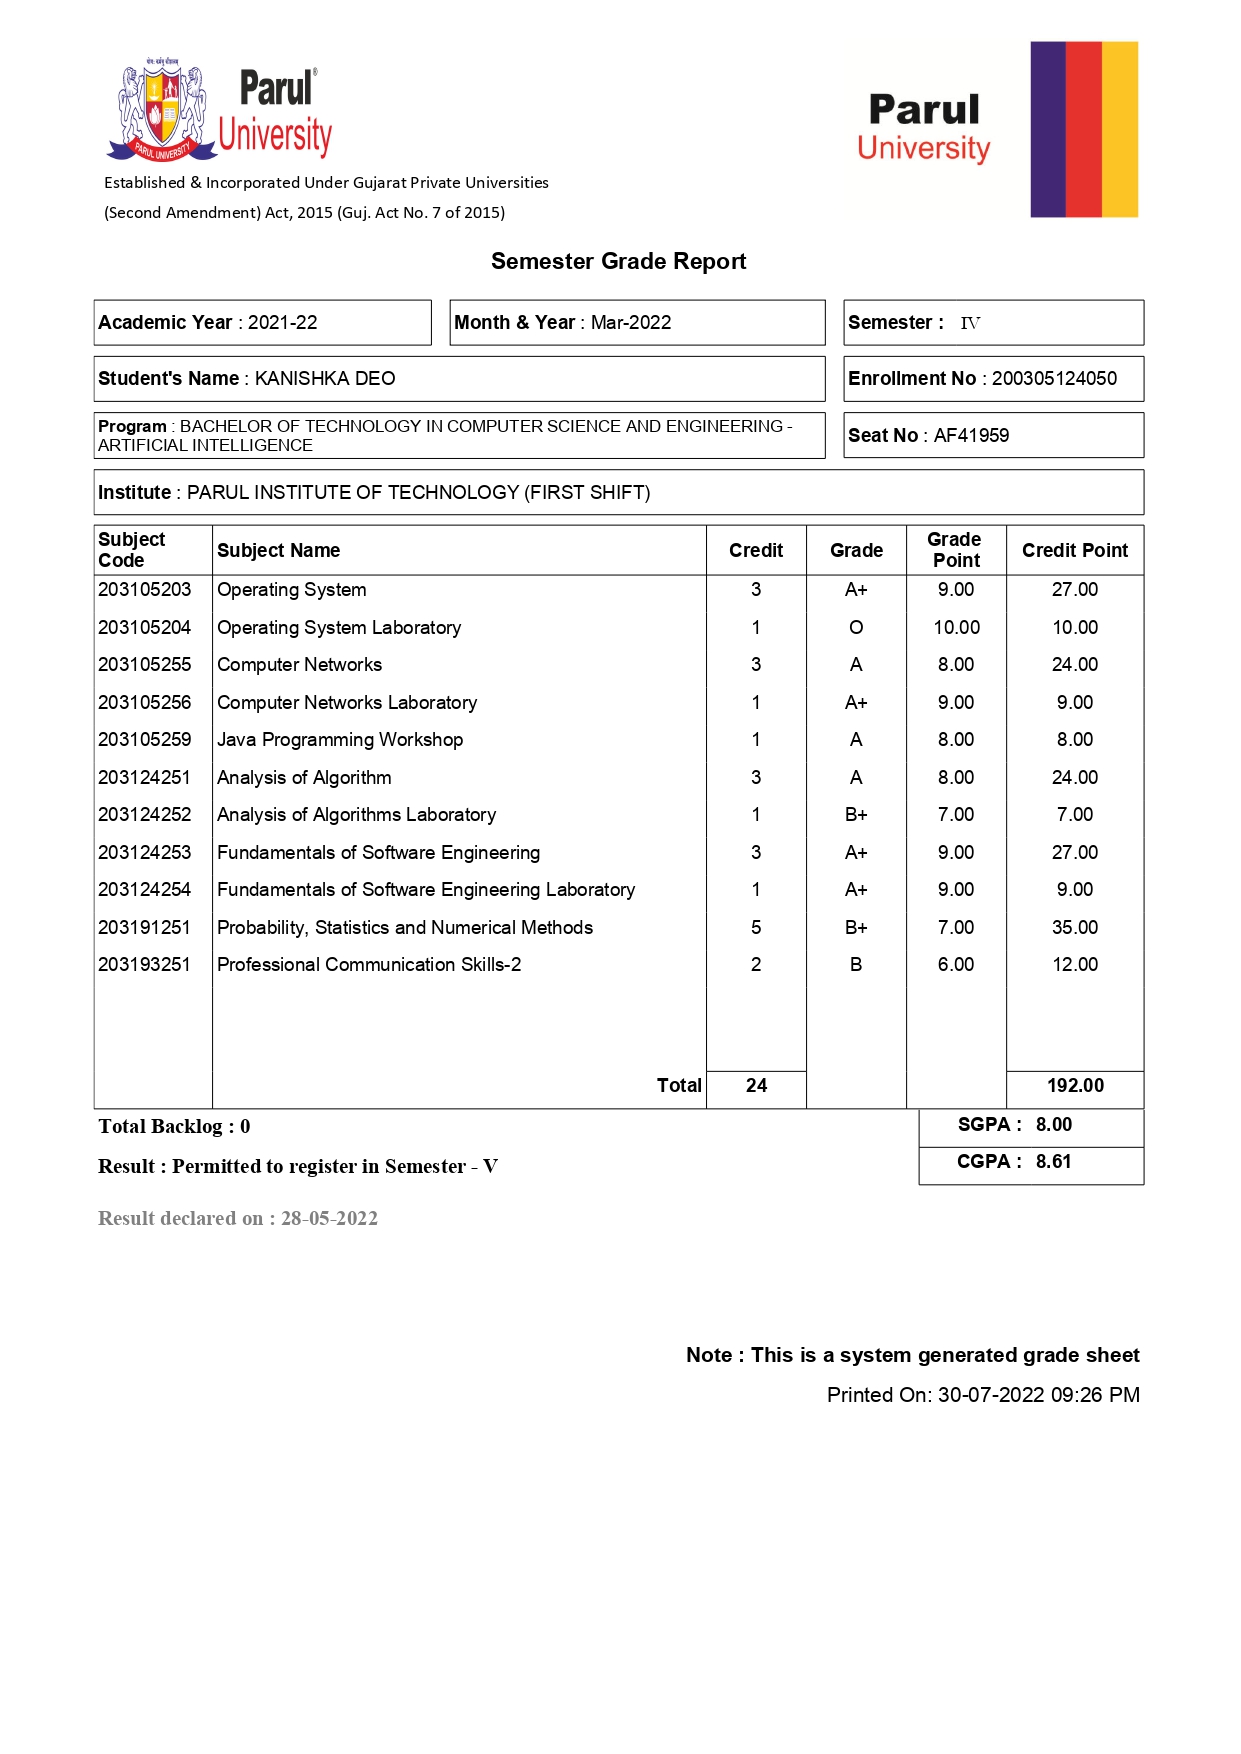 योग: कर्मसु कौशलम्
Parul®
University
PARUL UNIVERSITY
Parul
University
Established & Incorporated Under Gujarat Private Universities
(Second Amendment) Act, 2015 (Guj. Act No. 7 of 2015)
Semester Grade Report
Academic Year : 2021-22 Month & Year : Mar-2022 Semester : IV
Student's Name : KANISHKA DEO Enrollment No : 200305124050
Program : BACHELOR OF TECHNOLOGY IN COMPUTER SCIENCE AND ENGINEERING -
ARTIFICIAL INTELLIGENCE
Seat No : AF41959
Institute : PARUL INSTITUTE OF TECHNOLOGY (FIRST SHIFT)
Subject Code Subject Name Credit Grade Grade Point Credit Point
203105203 Operating System 3 A+ 9.00 27.00
203105204 Operating System Laboratory 1 O 10.00 10.00
203105255 Computer Networks 3 A 8.00 24.00
203105256 Computer Networks Laboratory 1 A+ 9.00 9.00
203105259 Java Programming Workshop 1 A 8.00 8.00
203124251 Analysis of Algorithm 3 A 8.00 24.00
203124252 Analysis of Algorithms Laboratory 1 B+ 7.00 7.00
203124253 Fundamentals of Software Engineering 3 A+ 9.00 27.00
203124254 Fundamentals of Software Engineering Laboratory 1 A+ 9.00 9.00
203191251 Probability, Statistics and Numerical Methods 5 B+ 7.00 35.00
203193251 Professional Communication Skills-2 2 B 6.00 12.00
Total 24 192.00
Total Backlog : 0 SGPA : 8.00
Result : Permitted to register in Semester - V CGPA : 8.61
Result declared on : 28-05-2022
Note : This is a system generated grade sheet
Printed On: 30-07-2022 09:26 PM